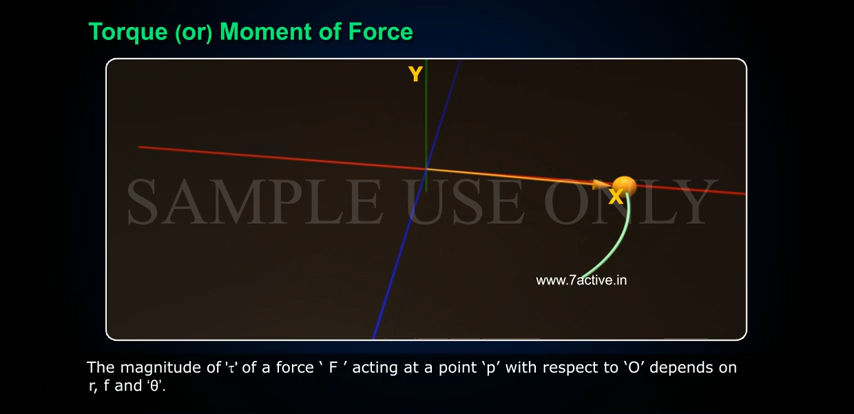 Torque (or) Moment of Force
Y
SAMPLE USE ONLY
X
www.7active.in
The magnitude of 'τ' of a force ‘ F ’ acting at a point ‘p’ with respect to ‘O’ depends on
r, f and ‘θ’.